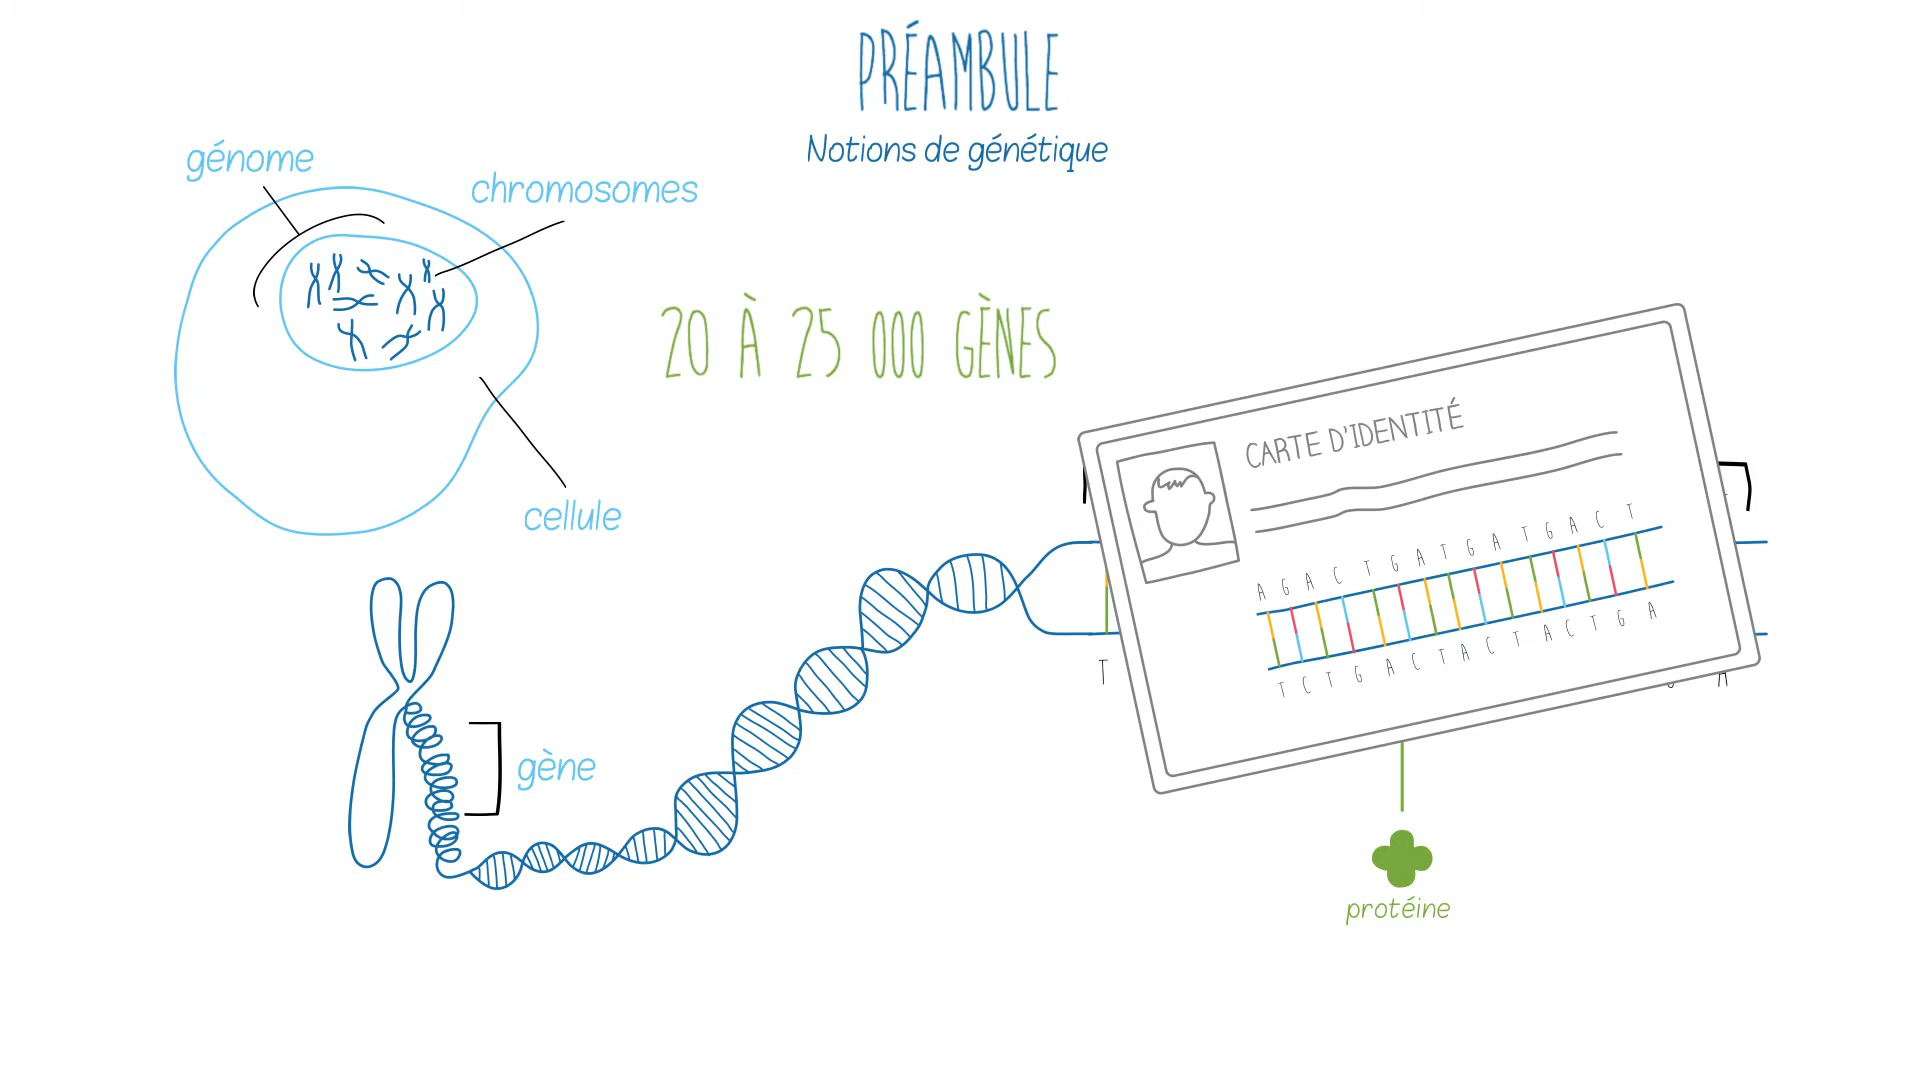 PRÉAMBULE
Notions de génétique
génome
chromosomes
20 À 25 000 GÈNES
cellule
CARTE D'IDENTITÉ
A G A C T G A T G A T G A C T
T C T G A C T A C T A C T G A
T
gène
protéine